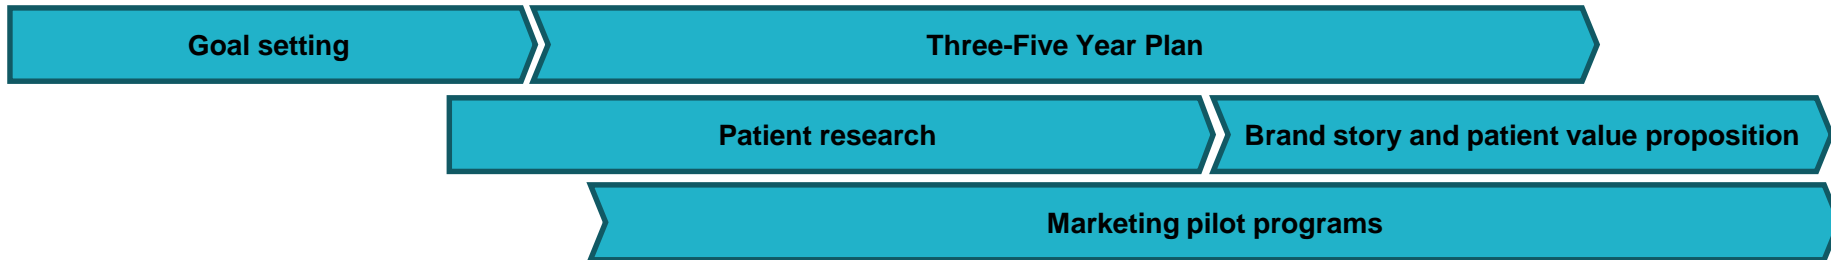 Goal setting
Three-Five Year Plan
Patient research
Brand story and patient value proposition
Marketing pilot programs